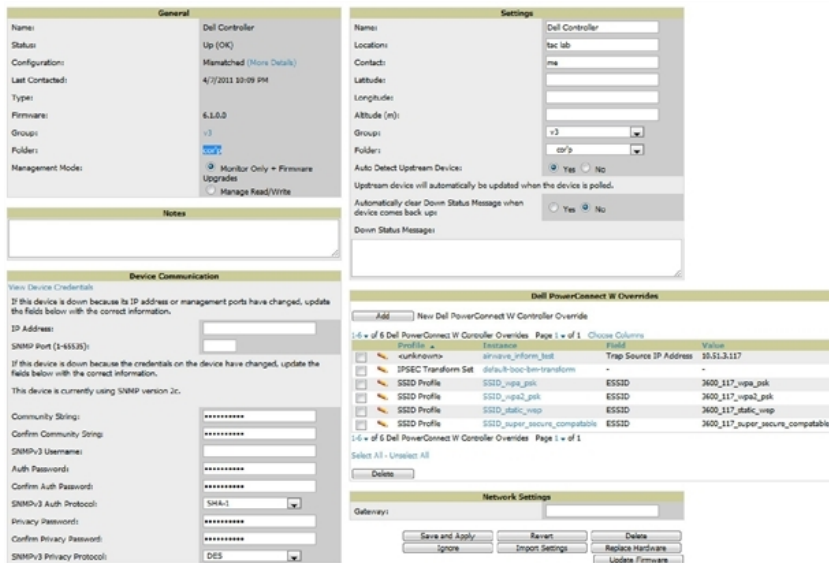 General
Name: Dell Controller
Status: Up (OK)
Configuration: Mismatched (More Details)
Last Contacted: 4/7/2011 10:09 PM
Type:
Firmware: 6.1.0.0
Group: v3
Folder: cor'p
Management Mode: Monitor Only + Firmware Upgrades
Manage Read/Write
Notes
Device Communication
View Device Credentials
If this device is down because its IP address or management ports have changed, update
the fields below with the correct information.
IP Address:
SNMP Port (1-65535):
If this device is down because the credentials on the device have changed, update the
fields below with correct information.
This device is currently using SNMP version 2c.
Community String: ••••••••••
Confirm Community String: ••••••••••
SNMPv3 Username:
Auth Password: ••••••••••
Confirm Auth Password: ••••••••••
SNMPv3 Auth Protocol: SHA-1
Privacy Password: ••••••••••
Confirm Privacy Password: ••••••••••
SNMPv3 Privacy Protocol: DES
Settings
Name: Dell Controller
Location: tac lab
Contact: me
Latitude:
Longitude:
Altitude (m):
Group: v3
Folder: cor'p
Auto Detect Upstream Device: Yes No
Upstream device will automatically be updated when the device is polled.
Automatically clear Down Status Message when
device comes back up: Yes No
Down Status Message:
Dell PowerConnect W Overrides
Add New Dell PowerConnect W Controller Override
1-6 of 6 Dell PowerConnect W Controller Overrides Page 1 of 1 Choose Columns
Profile Instance Field Value
<unknown> airwave_inform_test Trap Source IP Address 10.51.3.117
IPSEC Transform Set default-boc-bm-transform - -
SSID Profile SSID_wpa_psk ESSID 3600_117_wpa_psk
SSID Profile SSID_wpa2_psk ESSID 3600_117_wpa2_psk
SSID Profile SSID_static_wep ESSID 3600_117_static_wep
SSID Profile SSID_super_secure_compatable ESSID 3600_117_super_secure_compatable
1-6 of 6 Dell PowerConnect W Controller Overrides Page 1 of 1
Select All - Unselect All
Delete
Network Settings
Gateway:
Save and Apply Revert Delete
Ignore Import Settings Replace Hardware
Update Firmware